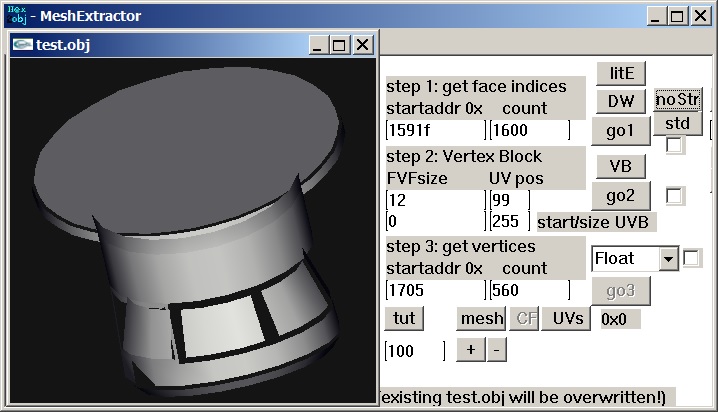 Hex
obj - MeshExtractor
test.obj
step 1: get face indices
startaddr 0x count
1591f 1600
litE
DW
noStr
go1
std
step 2: Vertex Block
FVFsize UV pos
12 99
0 255 start/size UVB
VB
go2
step 3: get vertices
startaddr 0x count
1705 560
Float
go3
tut mesh CF UVs 0x0
100 + -
existing test.obj will be overwritten!)